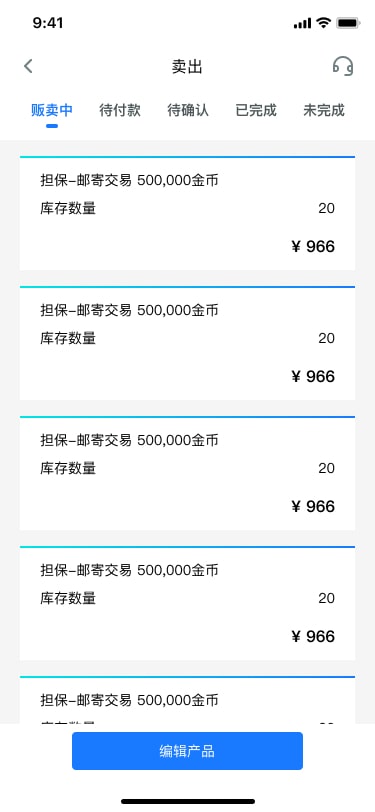 9:41
卖出
贩卖中 待付款 待确认 已完成 未完成
担保-邮寄交易 500,000金币
库存数量 20
¥ 966
担保-邮寄交易 500,000金币
库存数量 20
¥ 966
担保-邮寄交易 500,000金币
库存数量 20
¥ 966
担保-邮寄交易 500,000金币
库存数量 20
¥ 966
担保-邮寄交易 500,000金币
编辑产品